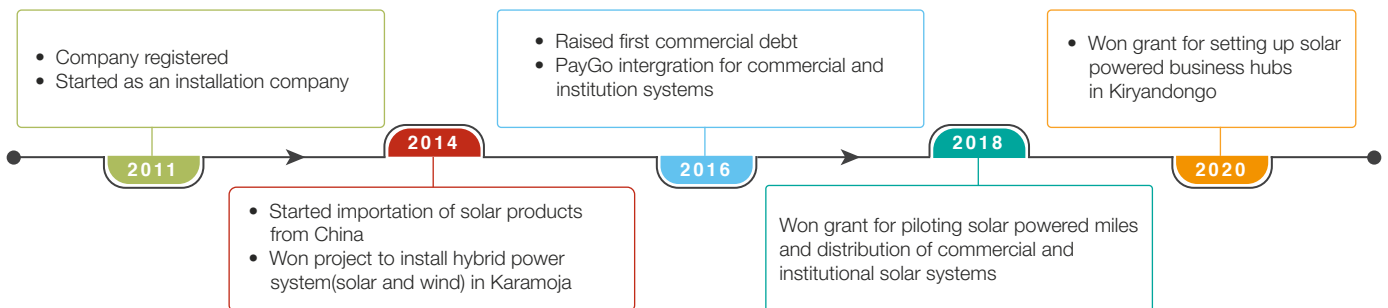 • Company registered
• Started as an installation company
2011
2014
• Started importation of solar products
from China
• Won project to install hybrid power
system(solar and wind) in Karamoja
• Raised first commercial debt
• PayGo intergration for commercial and
institution systems
2016
2018
Won grant for piloting solar powered miles
and distribution of commercial and
institutional solar systems
• Won grant for setting up solar
powered business hubs
in Kiryandongo
2020